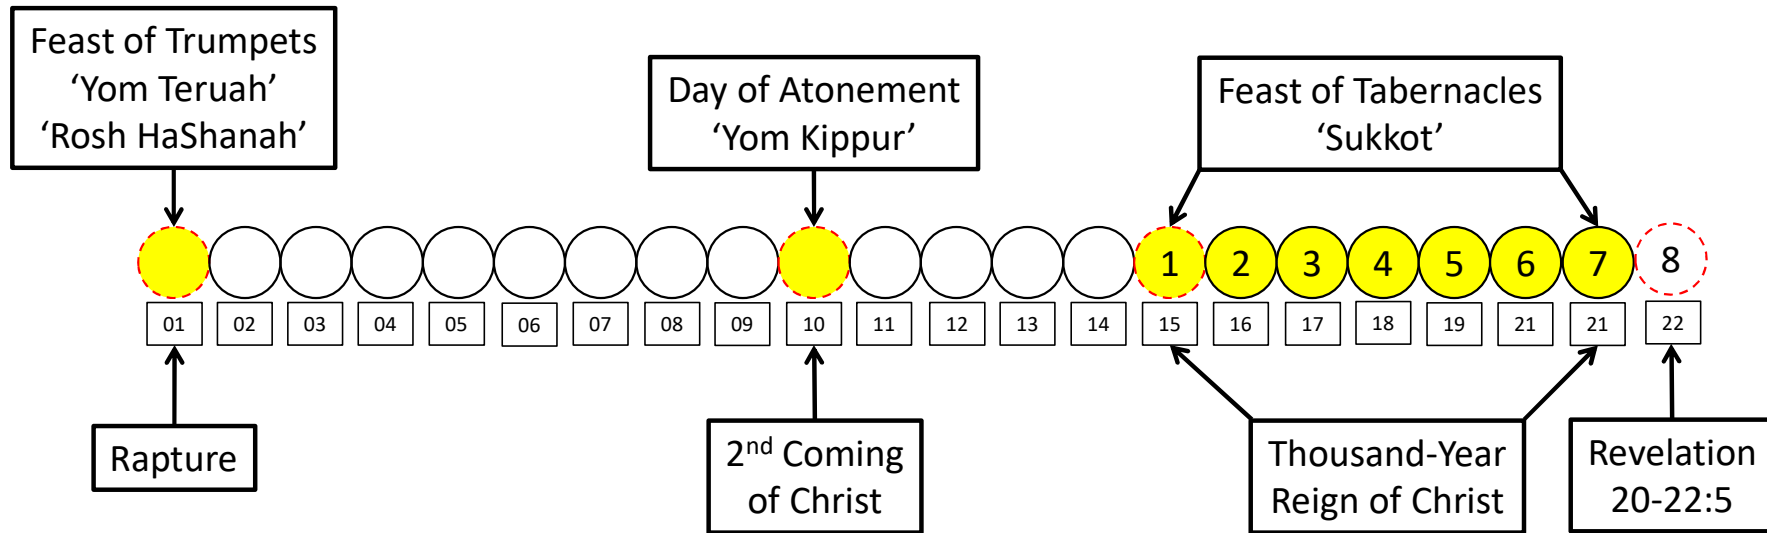 Feast of Trumpets
‘Yom Teruah’
‘Rosh HaShanah’
Day of Atonement
‘Yom Kippur’
Feast of Tabernacles
‘Sukkot’
1 2 3 4 5 6 7 8
01 02 03 04 05 06 07 08 09 10 11 12 13 14 15 16 17 18 19 21 21 22
Rapture
2nd Coming
of Christ
Thousand-Year
Reign of Christ
Revelation
20-22:5